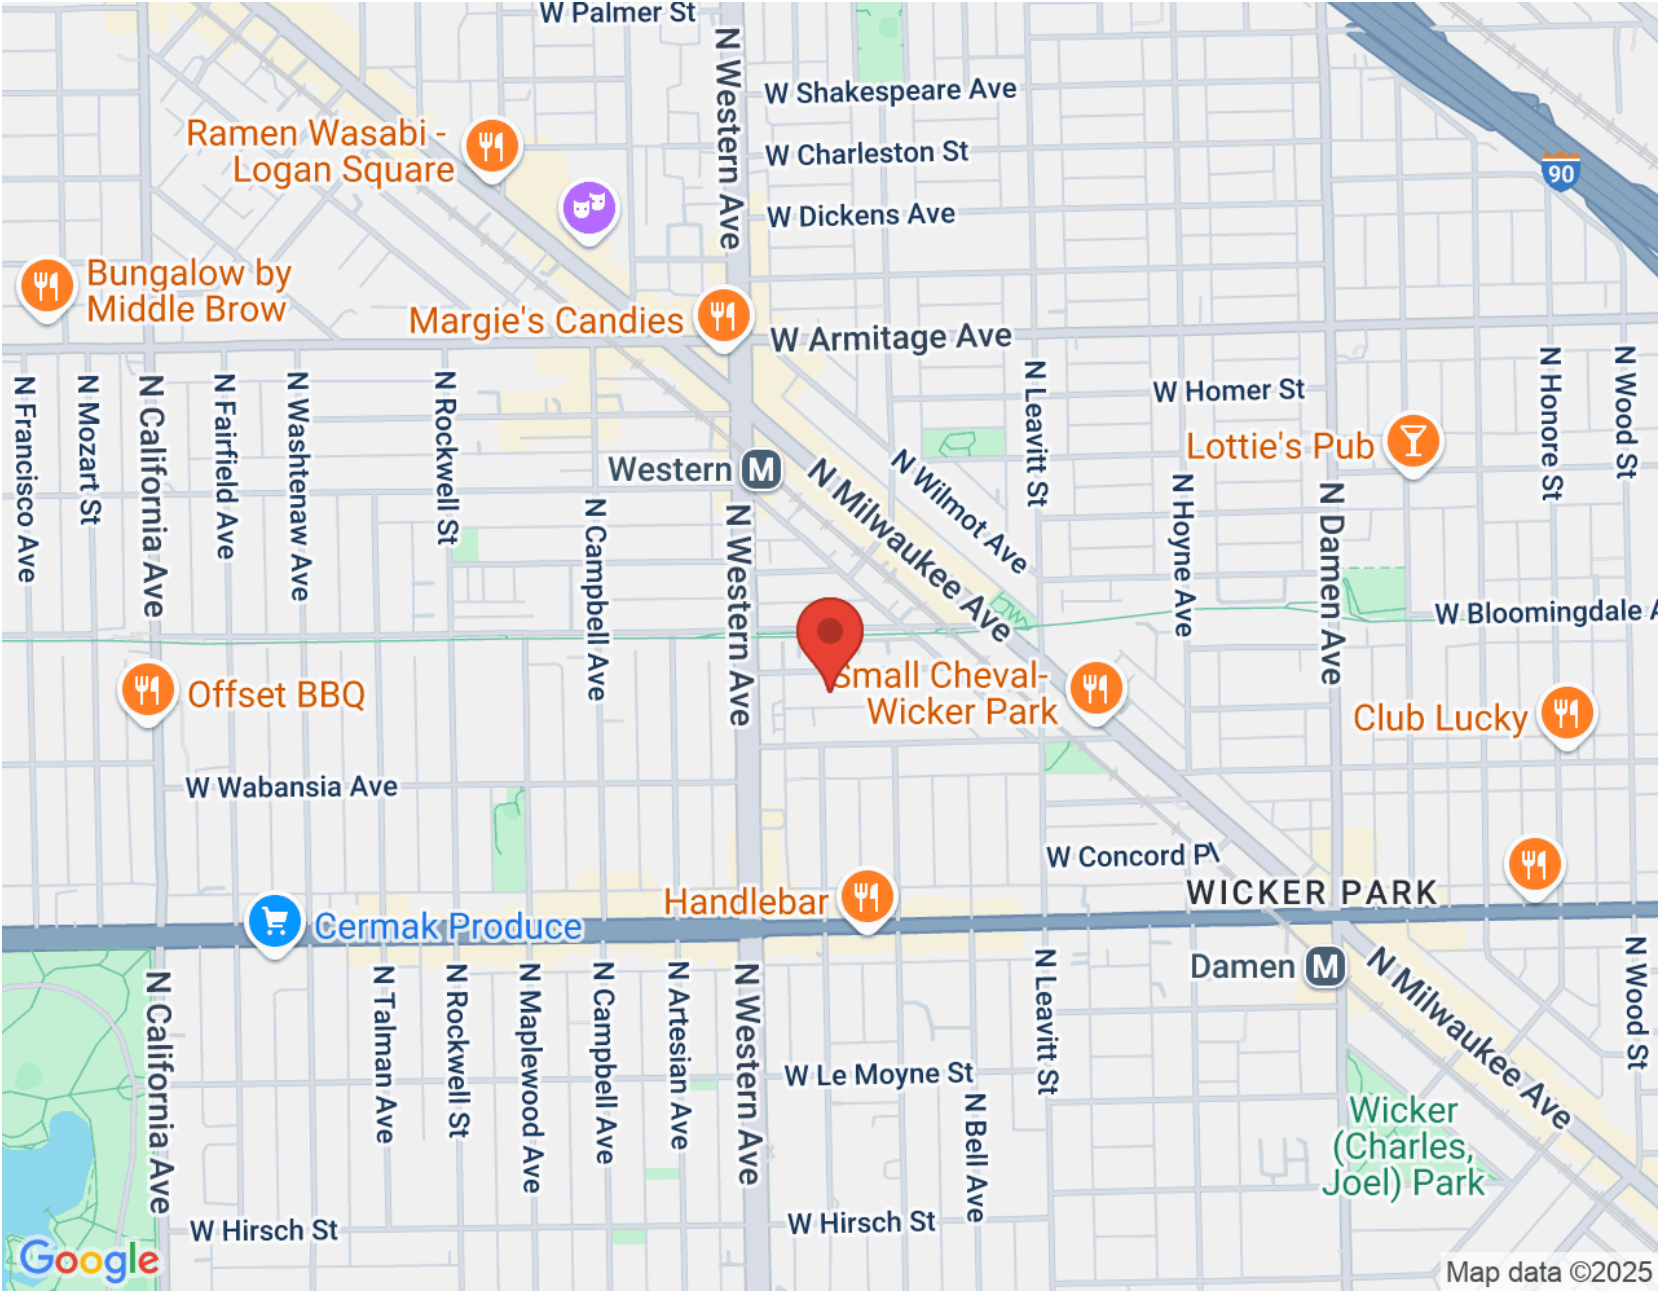 W Palmer St
N Western Ave
W Shakespeare Ave
Ramen Wasabi -
Logan Square
W Charleston St
90
W Dickens Ave
Bungalow by
Middle Brow
Margie's Candies
W Armitage Ave
N Francisco Ave
N Mozart St
N California Ave
N Fairfield Ave
N Washtenaw Ave
N Rockwell St
N Leavitt St
W Homer St
N Honore St
N Wood St
Lottie's Pub
Western M
N Milwaukee Ave
N Wilmot Ave
N Hoyne Ave
N Damen Ave
N Campbell Ave
N Western Ave
W Bloomingdale A
Offset BBQ
Small Cheval-
Wicker Park
Club Lucky
W Wabansia Ave
W Concord Pl
WICKER PARK
Handlebar
Cermak Produce
Damen M
N Milwaukee Ave
N California Ave
N Talman Ave
N Rockwell St
N Maplewood Ave
N Campbell Ave
N Artesian Ave
N Western Ave
N Leavitt St
N Wood St
W Le Moyne St
N Bell Ave
Wicker
(Charles,
Joel) Park
W Hirsch St
W Hirsch St
Google
Map data ©2025